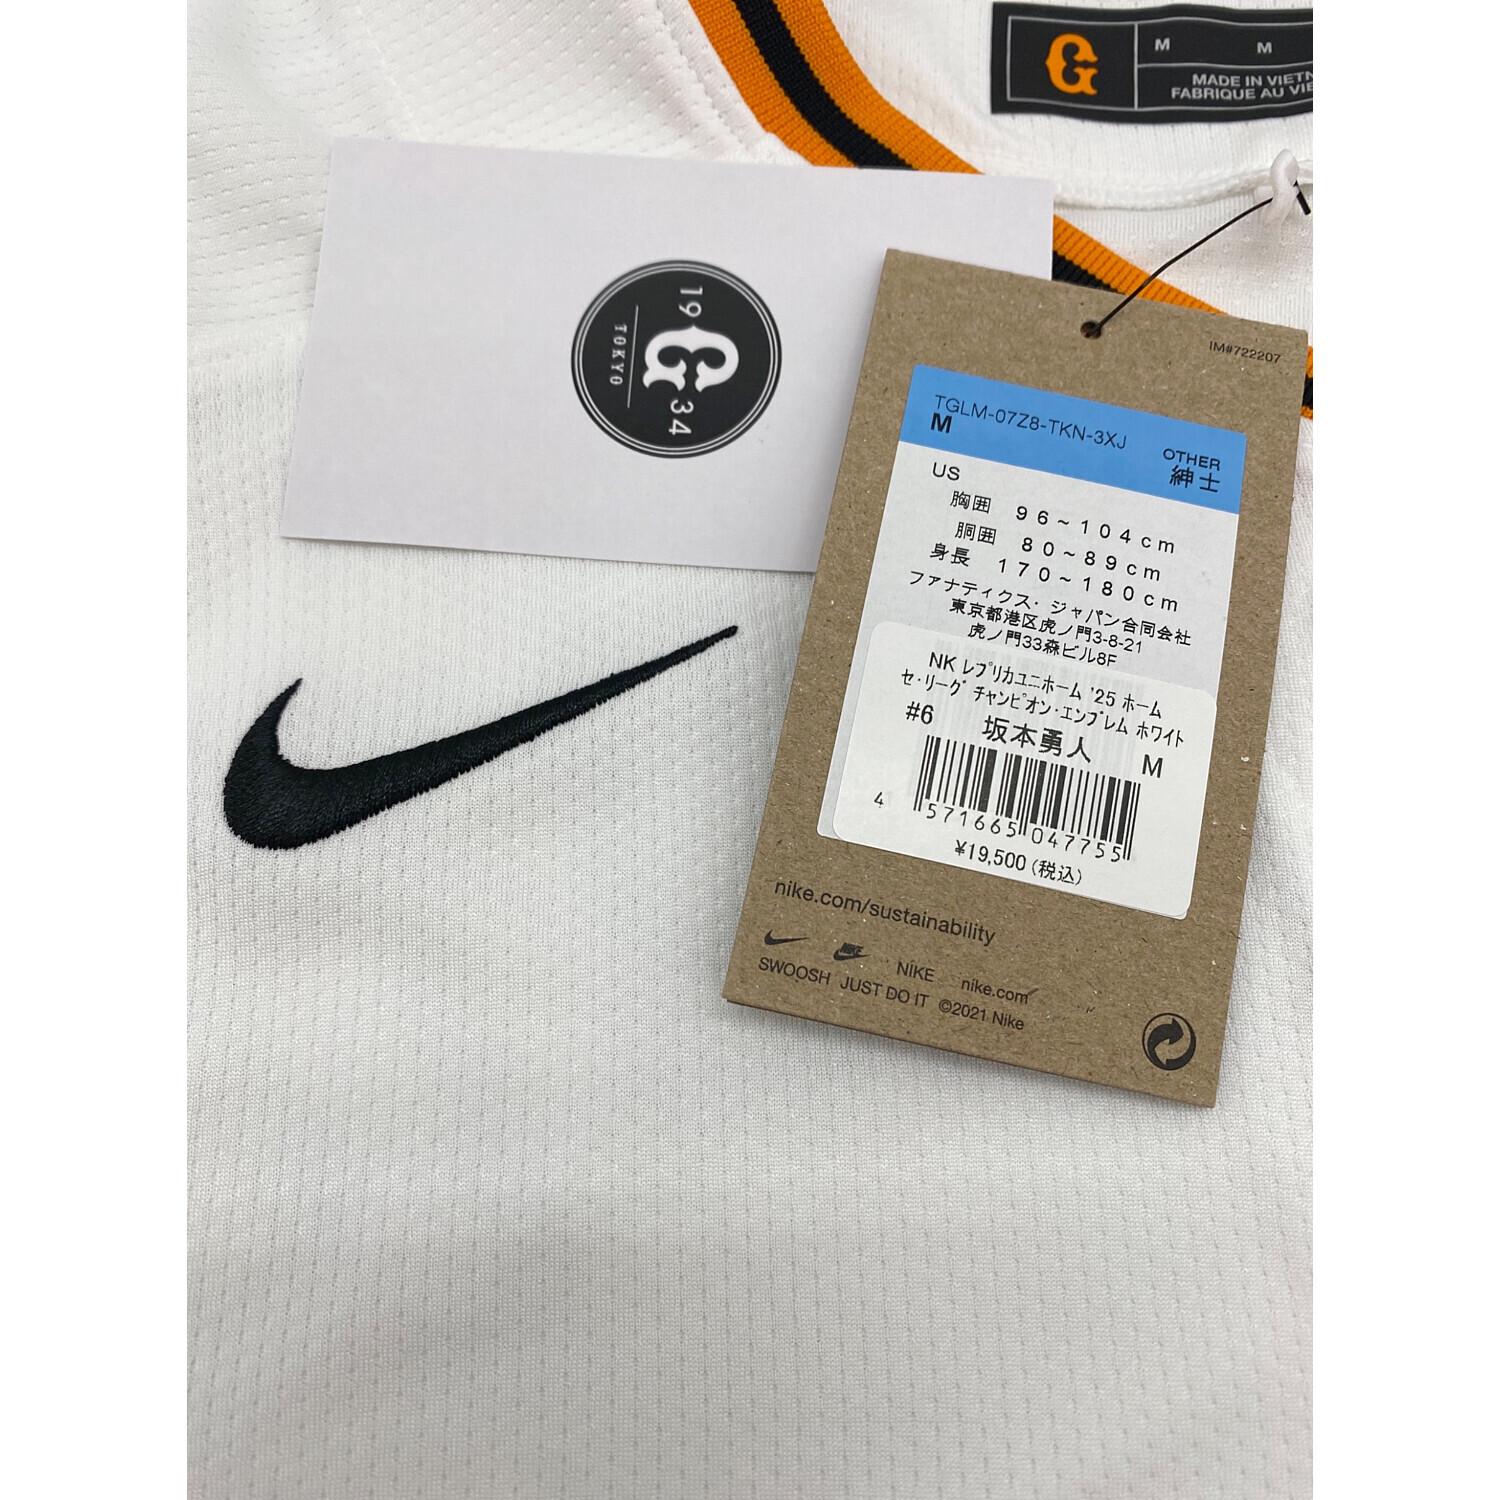 G
M M
MADE IN VIETN
FABRIQUE AU VIE
19
G
34
TOKYO
IM#722207
TGLM-07Z8-TKN-3XJ
M
OTHER
紳士
US
胸囲 96~104cm
胴囲 80~89cm
身長 170~180cm
ファナティクス・ジャパン合同会社
東京都港区虎ノ門3-8-21
虎ノ門33森ビル8F
NK レプリカユニホーム '25 ホーム
セ・リーグ チャンピオン・エンブレム ホワイト
#6 坂本勇人 M
4 571665 047755
¥19,500(税込)
nike.com/sustainability
NIKE
NIKE nike.com
SWOOSH JUST DO IT ©2021 Nike